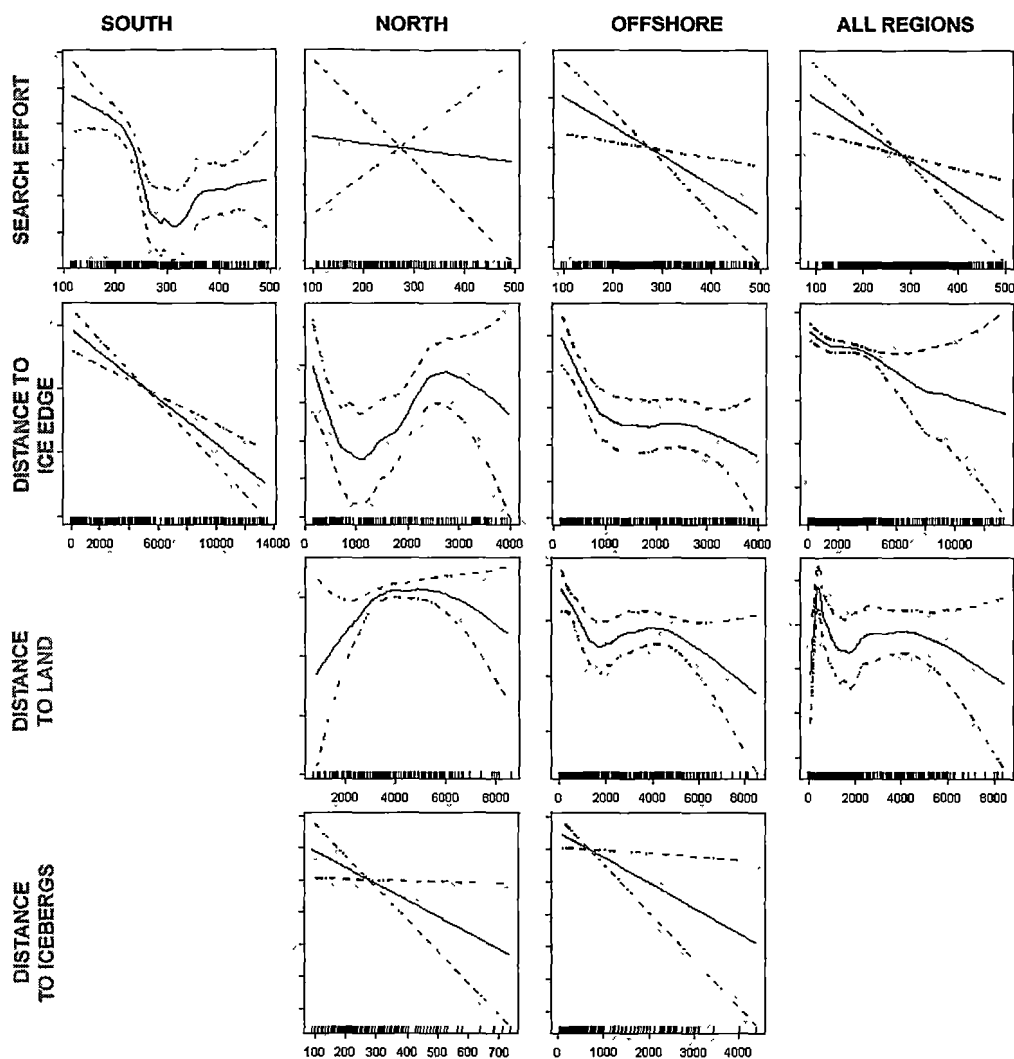 SOUTH NORTH OFFSHORE ALL REGIONS
SEARCH EFFORT
100 200 300 400 500 100 200 300 400 500 100 200 300 400 500 100 200 300 400 500
DISTANCE TO
ICE EDGE
0 2000 6000 10000 14000 0 1000 2000 3000 4000 0 1000 2000 3000 4000 0 2000 6000 10000
DISTANCE
TO LAND
2000 4000 6000 8000 0 2000 4000 6000 8000 0 2000 4000 6000 8000
DISTANCE
TO ICEBERGS
100 200 300 400 500 600 700 0 1000 2000 3000 4000